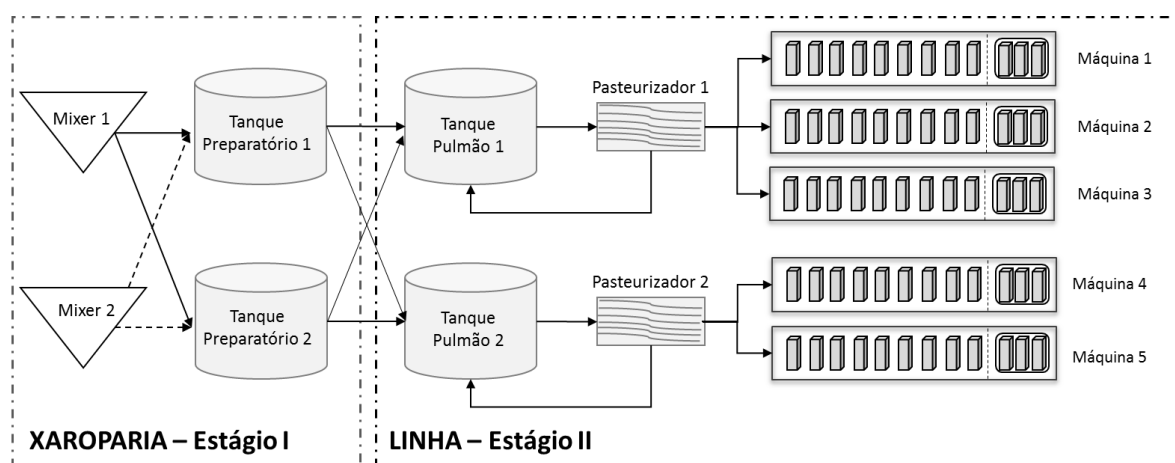 Mixer 1
Tanque
Preparatório 1
Tanque
Pulmão 1
Pasteurizador 1
Máquina 1
Máquina 2
Máquina 3
Mixer 2
Tanque
Preparatório 2
Tanque
Pulmão 2
Pasteurizador 2
Máquina 4
Máquina 5
XAROPARIA – Estágio I
LINHA – Estágio II